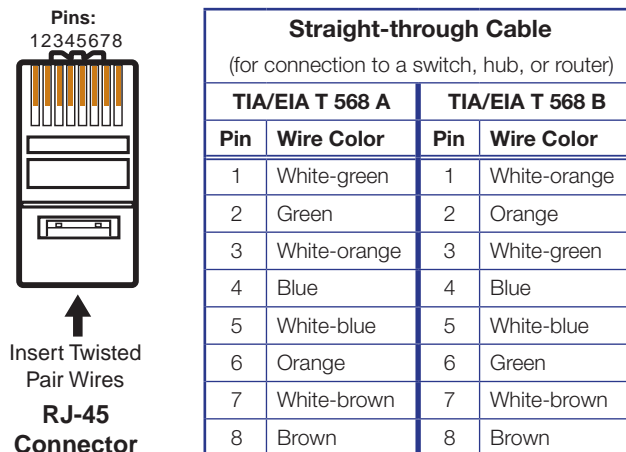 Pins:
12345678
Insert Twisted
Pair Wires
RJ-45
Connector
Straight-through Cable
(for connection to a switch, hub, or router)
TIA/EIA T 568 A TIA/EIA T 568 B
Pin Wire Color Pin Wire Color
1 White-green 1 White-orange
2 Green 2 Orange
3 White-orange 3 White-green
4 Blue 4 Blue
5 White-blue 5 White-blue
6 Orange 6 Green
7 White-brown 7 White-brown
8 Brown 8 Brown